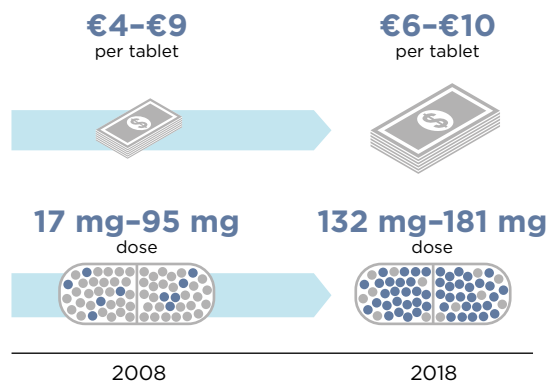 €4–€9
per tablet
€6–€10
per tablet
$
$
17 mg–95 mg
dose
132 mg–181 mg
dose
2008
2018